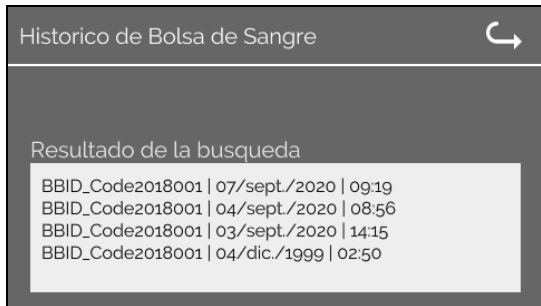 Historico de Bolsa de Sangre
Resultado de la busqueda
BBID_Code2018001 | 07/sept./2020 | 09:19
BBID_Code2018001 | 04/sept./2020 | 08:56
BBID_Code2018001 | 03/sept./2020 | 14:15
BBID_Code2018001 | 04/dic./1999 | 02:50